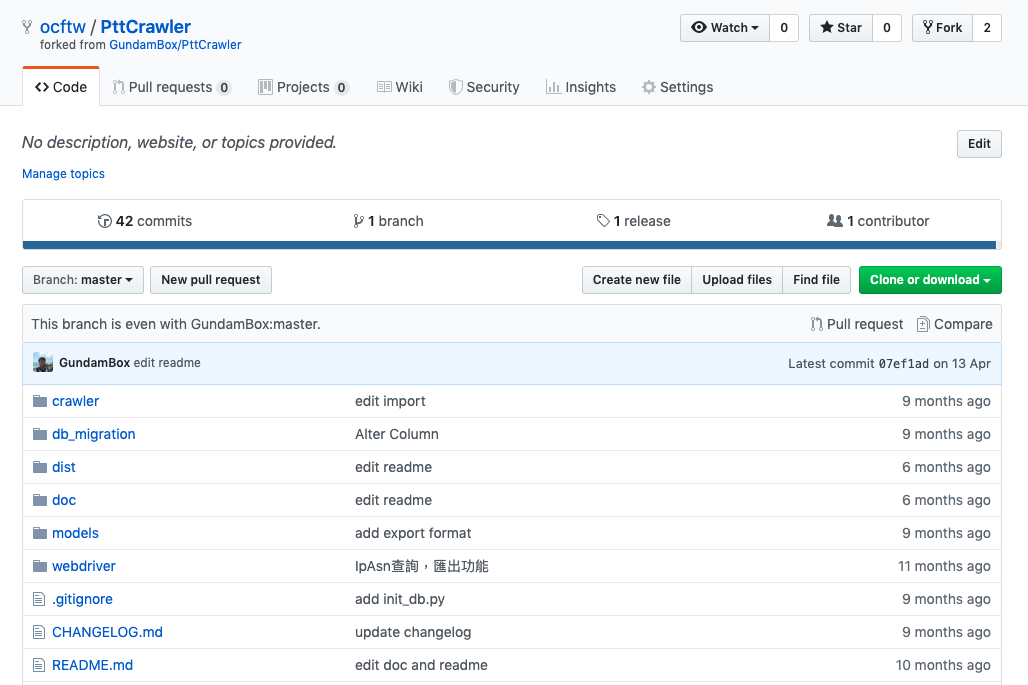 ocftw / PttCrawler
Watch 0 Star 0 Fork 2
forked from GundamBox/PttCrawler
Code Pull requests 0 Projects 0 Wiki Security Insights Settings
No description, website, or topics provided. Edit
Manage topics
42 commits 1 branch 1 release 1 contributor
Branch: master New pull request Create new file Upload files Find file Clone or download
This branch is even with GundamBox:master. Pull request Compare
GundamBox edit readme Latest commit 07ef1ad on 13 Apr
crawler edit import 9 months ago
db_migration Alter Column 9 months ago
dist edit readme 6 months ago
doc edit readme 6 months ago
models add export format 9 months ago
webdriver IpAsn查詢，匯出功能 11 months ago
.gitignore add init_db.py 9 months ago
CHANGELOG.md update changelog 9 months ago
README.md edit doc and readme 10 months ago